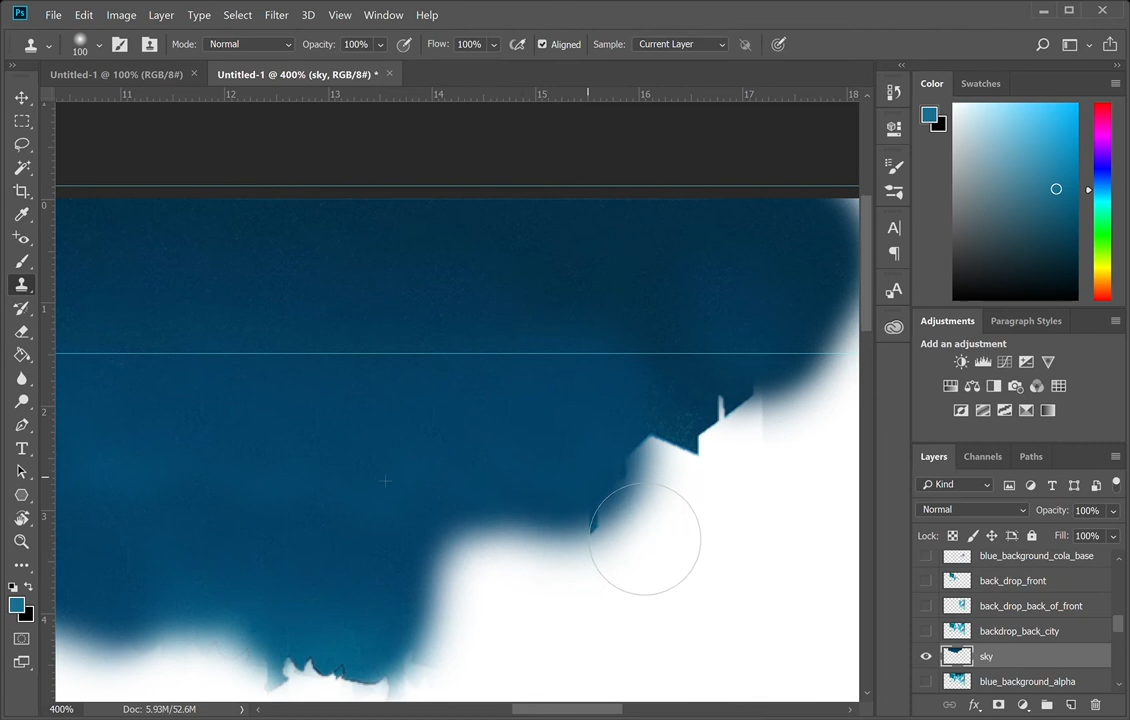 Ps File Edit Image Layer Type Select Filter 3D View Window Help
100 Mode: Normal Opacity: 100% Flow: 100% Aligned Sample: Current Layer
Untitled-1 @ 100% (RGB/8#) × Untitled-1 @ 400% (sky, RGB/8#) * ×
11 12 13 14 15 16 17 18
0
1
2
3
4
400% Doc: 5.93M/52.6M
Color Swatches
Adjustments Paragraph Styles
Add an adjustment
Layers Channels Paths
Kind
Normal Opacity: 100%
Lock: Fill: 100%
blue_background_cola_base
back_drop_front
back_drop_back_of_front
backdrop_back_city
sky
blue_background_alpha
fx